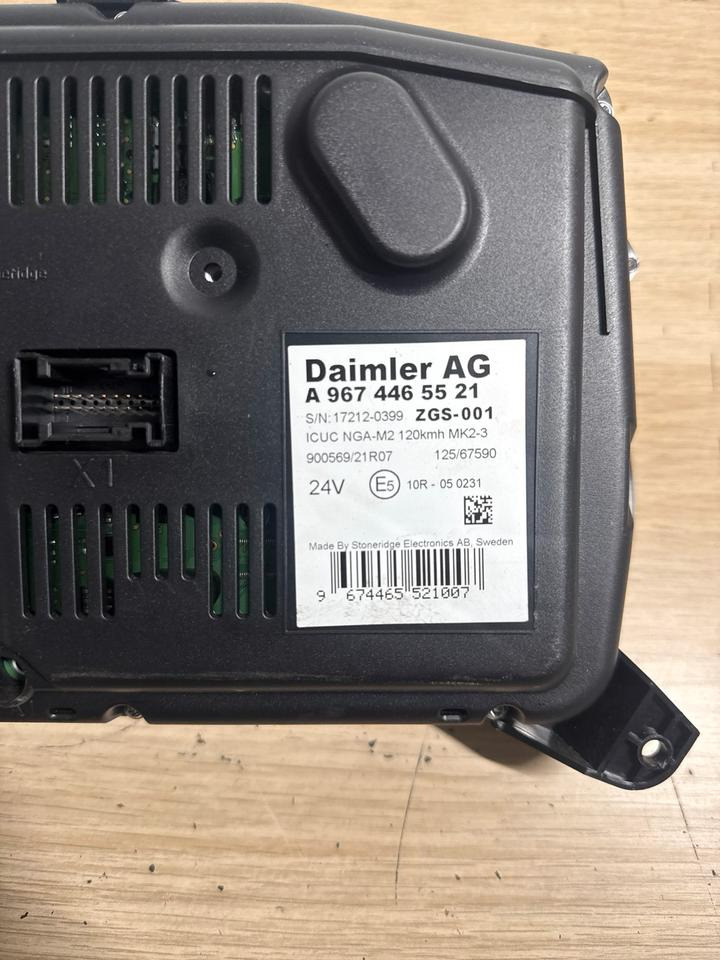 eridge
X1
Daimler AG
A 967 446 55 21
S/N:17212-0399 ZGS-001
ICUC NGA-M2 120kmh MK2-3
900569/21R07 125/67590
24V E5 10R - 05 0231
Made By Stoneridge Electronics AB, Sweden
9 674465 521007